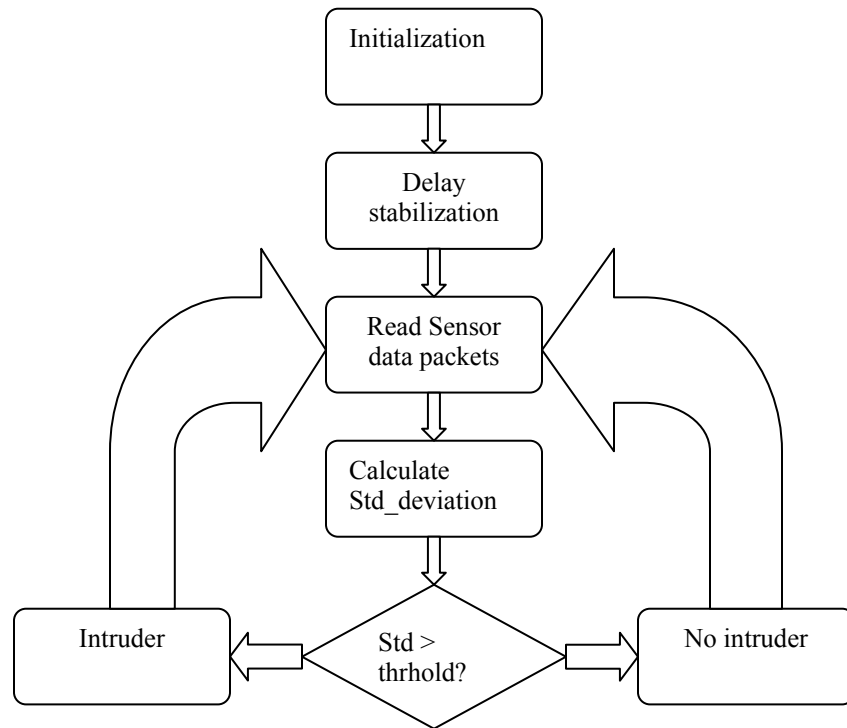 Initialization
Delay
stabilization
Read Sensor
data packets
Calculate
Std_deviation
Intruder
Std >
thrhold?
No intruder